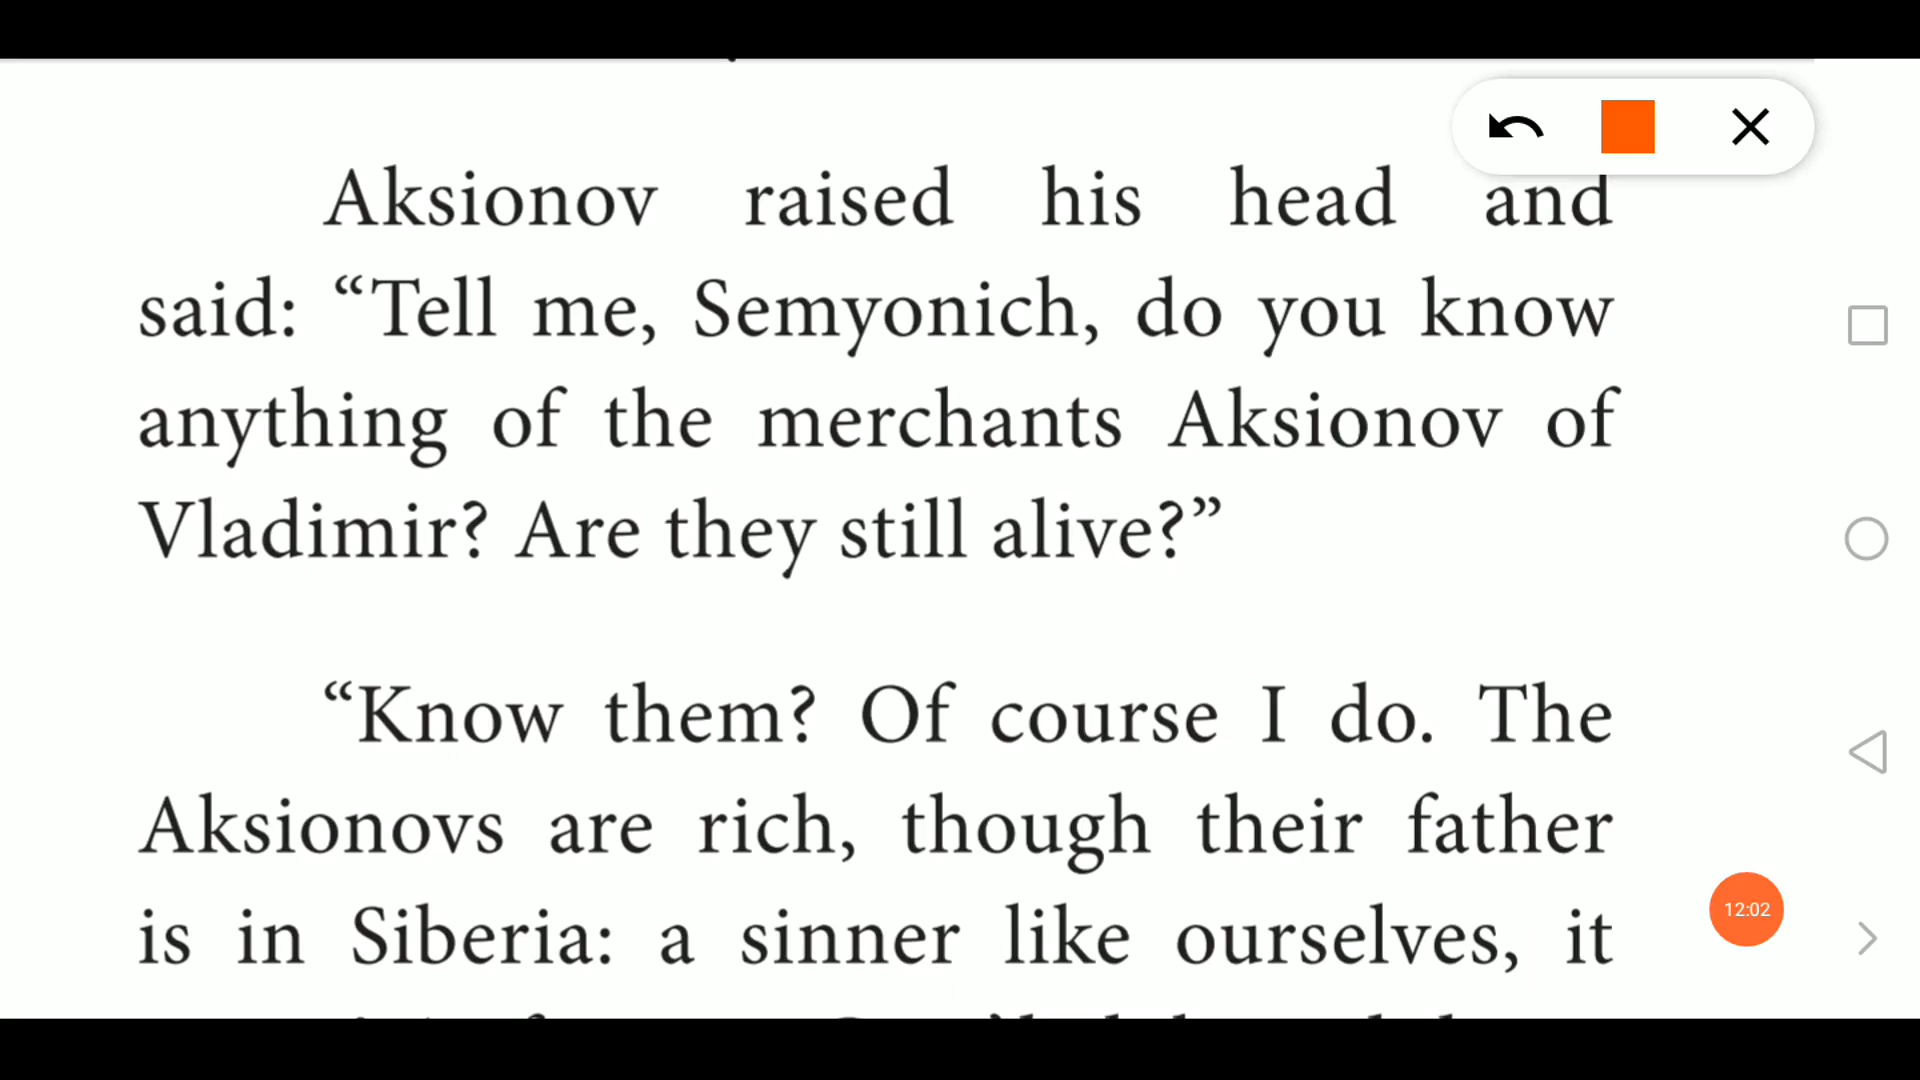 Aksionov raised his head and
said: “Tell me, Semyonich, do you know
anything of the merchants Aksionov of
Vladimir? Are they still alive?”
“Know them? Of course I do. The
Aksionovs are rich, though their father
is in Siberia: a sinner like ourselves, it
12:02